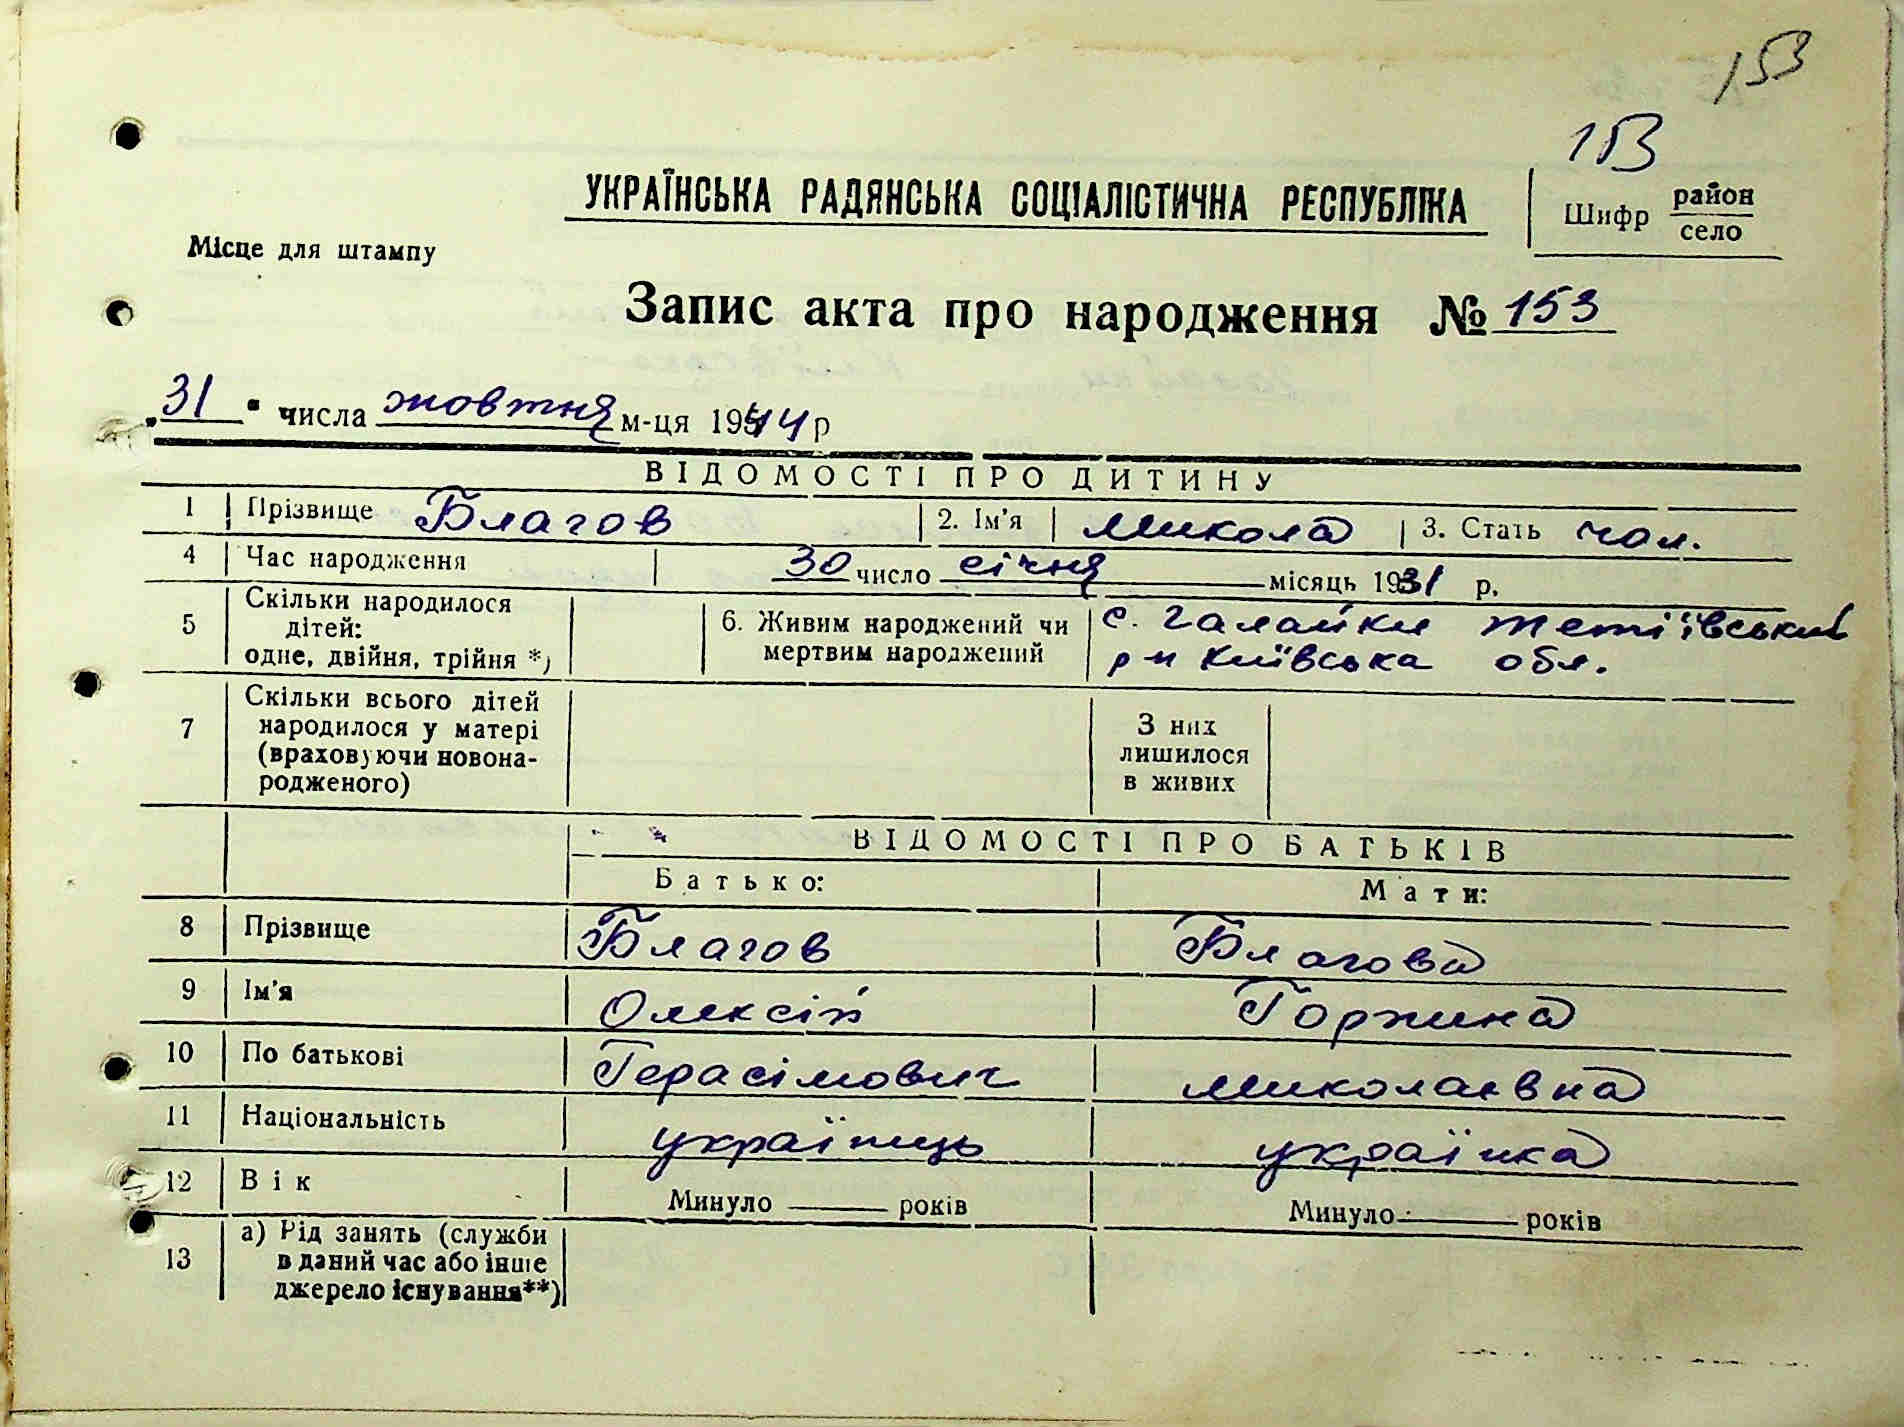 153
153
УКРАЇНСЬКА РАДЯНСЬКА СОЦІАЛІСТИЧНА РЕСПУБЛІКА
Шифр район село
Місце для штампу
Запис акта про народження № 153
„31" числа жовтня м-ця 1944 р
ВІДОМОСТІ ПРО ДИТИНУ
1 Прізвище Благов 2. Ім'я Микола 3. Стать чол.
4 Час народження 30 число січня місяць 1931 р.
5 Скільки народилося дітей: одне, двійня, трійня *)
6. Живим народжений чи мертвим народжений
с. Галайки Тетіївський
р-н Київська обл.
7 Скільки всього дітей народилося у матері (враховуючи новонародженого)
З них лишилося в живих
ВІДОМОСТІ ПРО БАТЬКІВ
Батько: Мати:
8 Прізвище Благов Благова
9 Ім'я Олексій Горпина
10 По батькові Герасімович Миколаєвна
11 Національність українець українка
12 Вік Минуло ——— років Минуло ——— років
13 а) Рід занять (служби в даний час або інше джерело існування**)